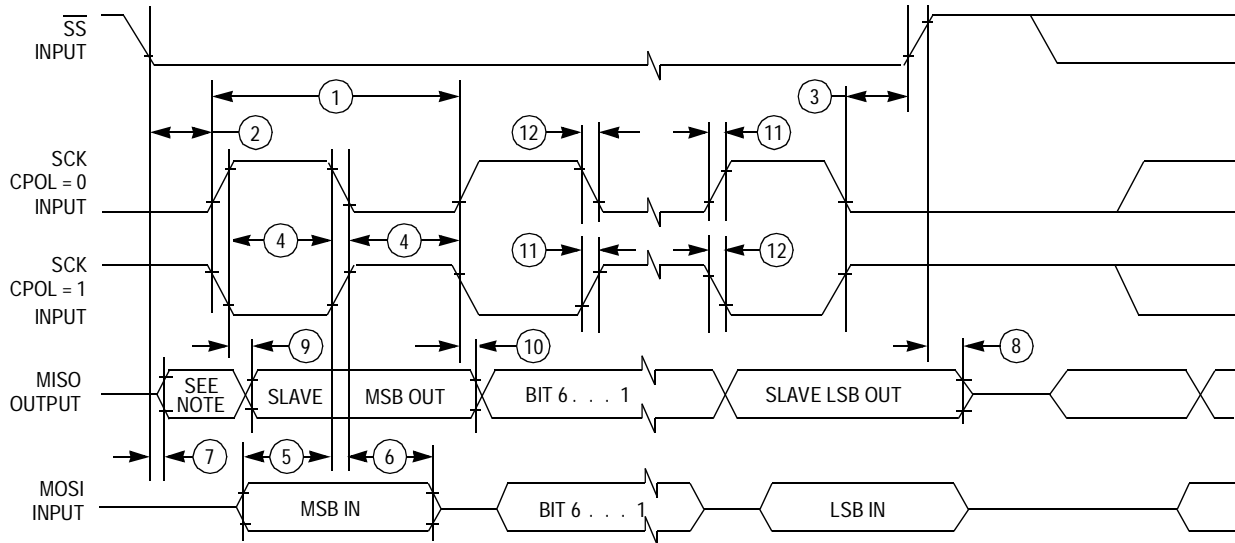 SS
INPUT
1
3
2
12
11
SCK
CPOL = 0
INPUT
4
4
11
12
SCK
CPOL = 1
INPUT
9
10
8
MISO
OUTPUT
SEE
NOTE
SLAVE
MSB OUT
BIT 6 . . . 1
SLAVE LSB OUT
7
5
6
MOSI
INPUT
MSB IN
BIT 6 . . . 1
LSB IN